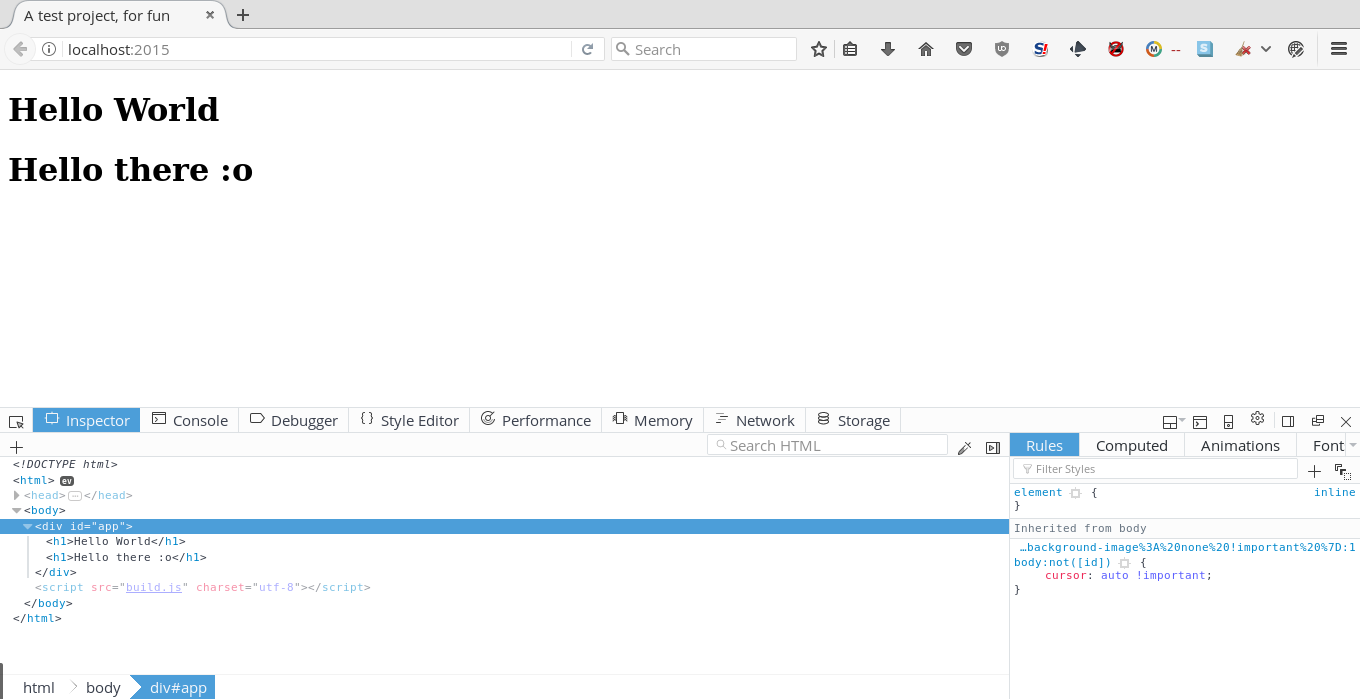 A test project, for fun
localhost:2015
Search
--
Hello World
Hello there :o
Inspector Console Debugger Style Editor Performance Memory Network Storage
Search HTML
Rules Computed Animations Font
Filter Styles
<!DOCTYPE html>
<html> ev
<head></head>
<body>
<div id="app">
<h1>Hello World</h1>
<h1>Hello there :o</h1>
</div>
<script src="build.js" charset="utf-8"></script>
</body>
</html>
element { inline
}
Inherited from body
…background-image%3A%20none%20!important%20%7D:1
body:not([id]) {
cursor: auto !important;
}
html body div#app